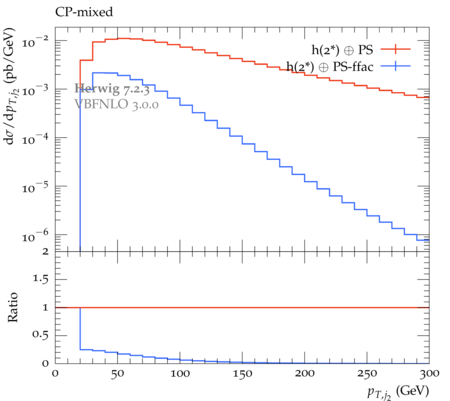 CP-mixed
dσ/dp_{T,j_2} (pb/GeV)
10^{-2}
10^{-3}
10^{-4}
10^{-5}
10^{-6}
h(2*) ⊕ PS
h(2*) ⊕ PS-ffac
Herwig 7.2.3
VBFNLO 3.0.0
Ratio
2
1.5
1
0.5
0
0 50 100 150 200 250 300
p_{T,j_2} (GeV)